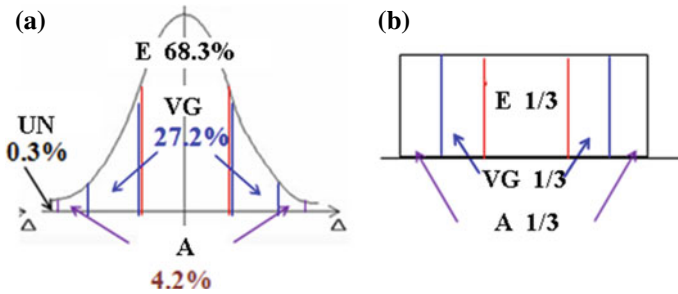 (a)
E 68.3%
VG
27.2%
UN
0.3%
Δ
Δ
A
4.2%
(b)
E 1/3
VG 1/3
A 1/3